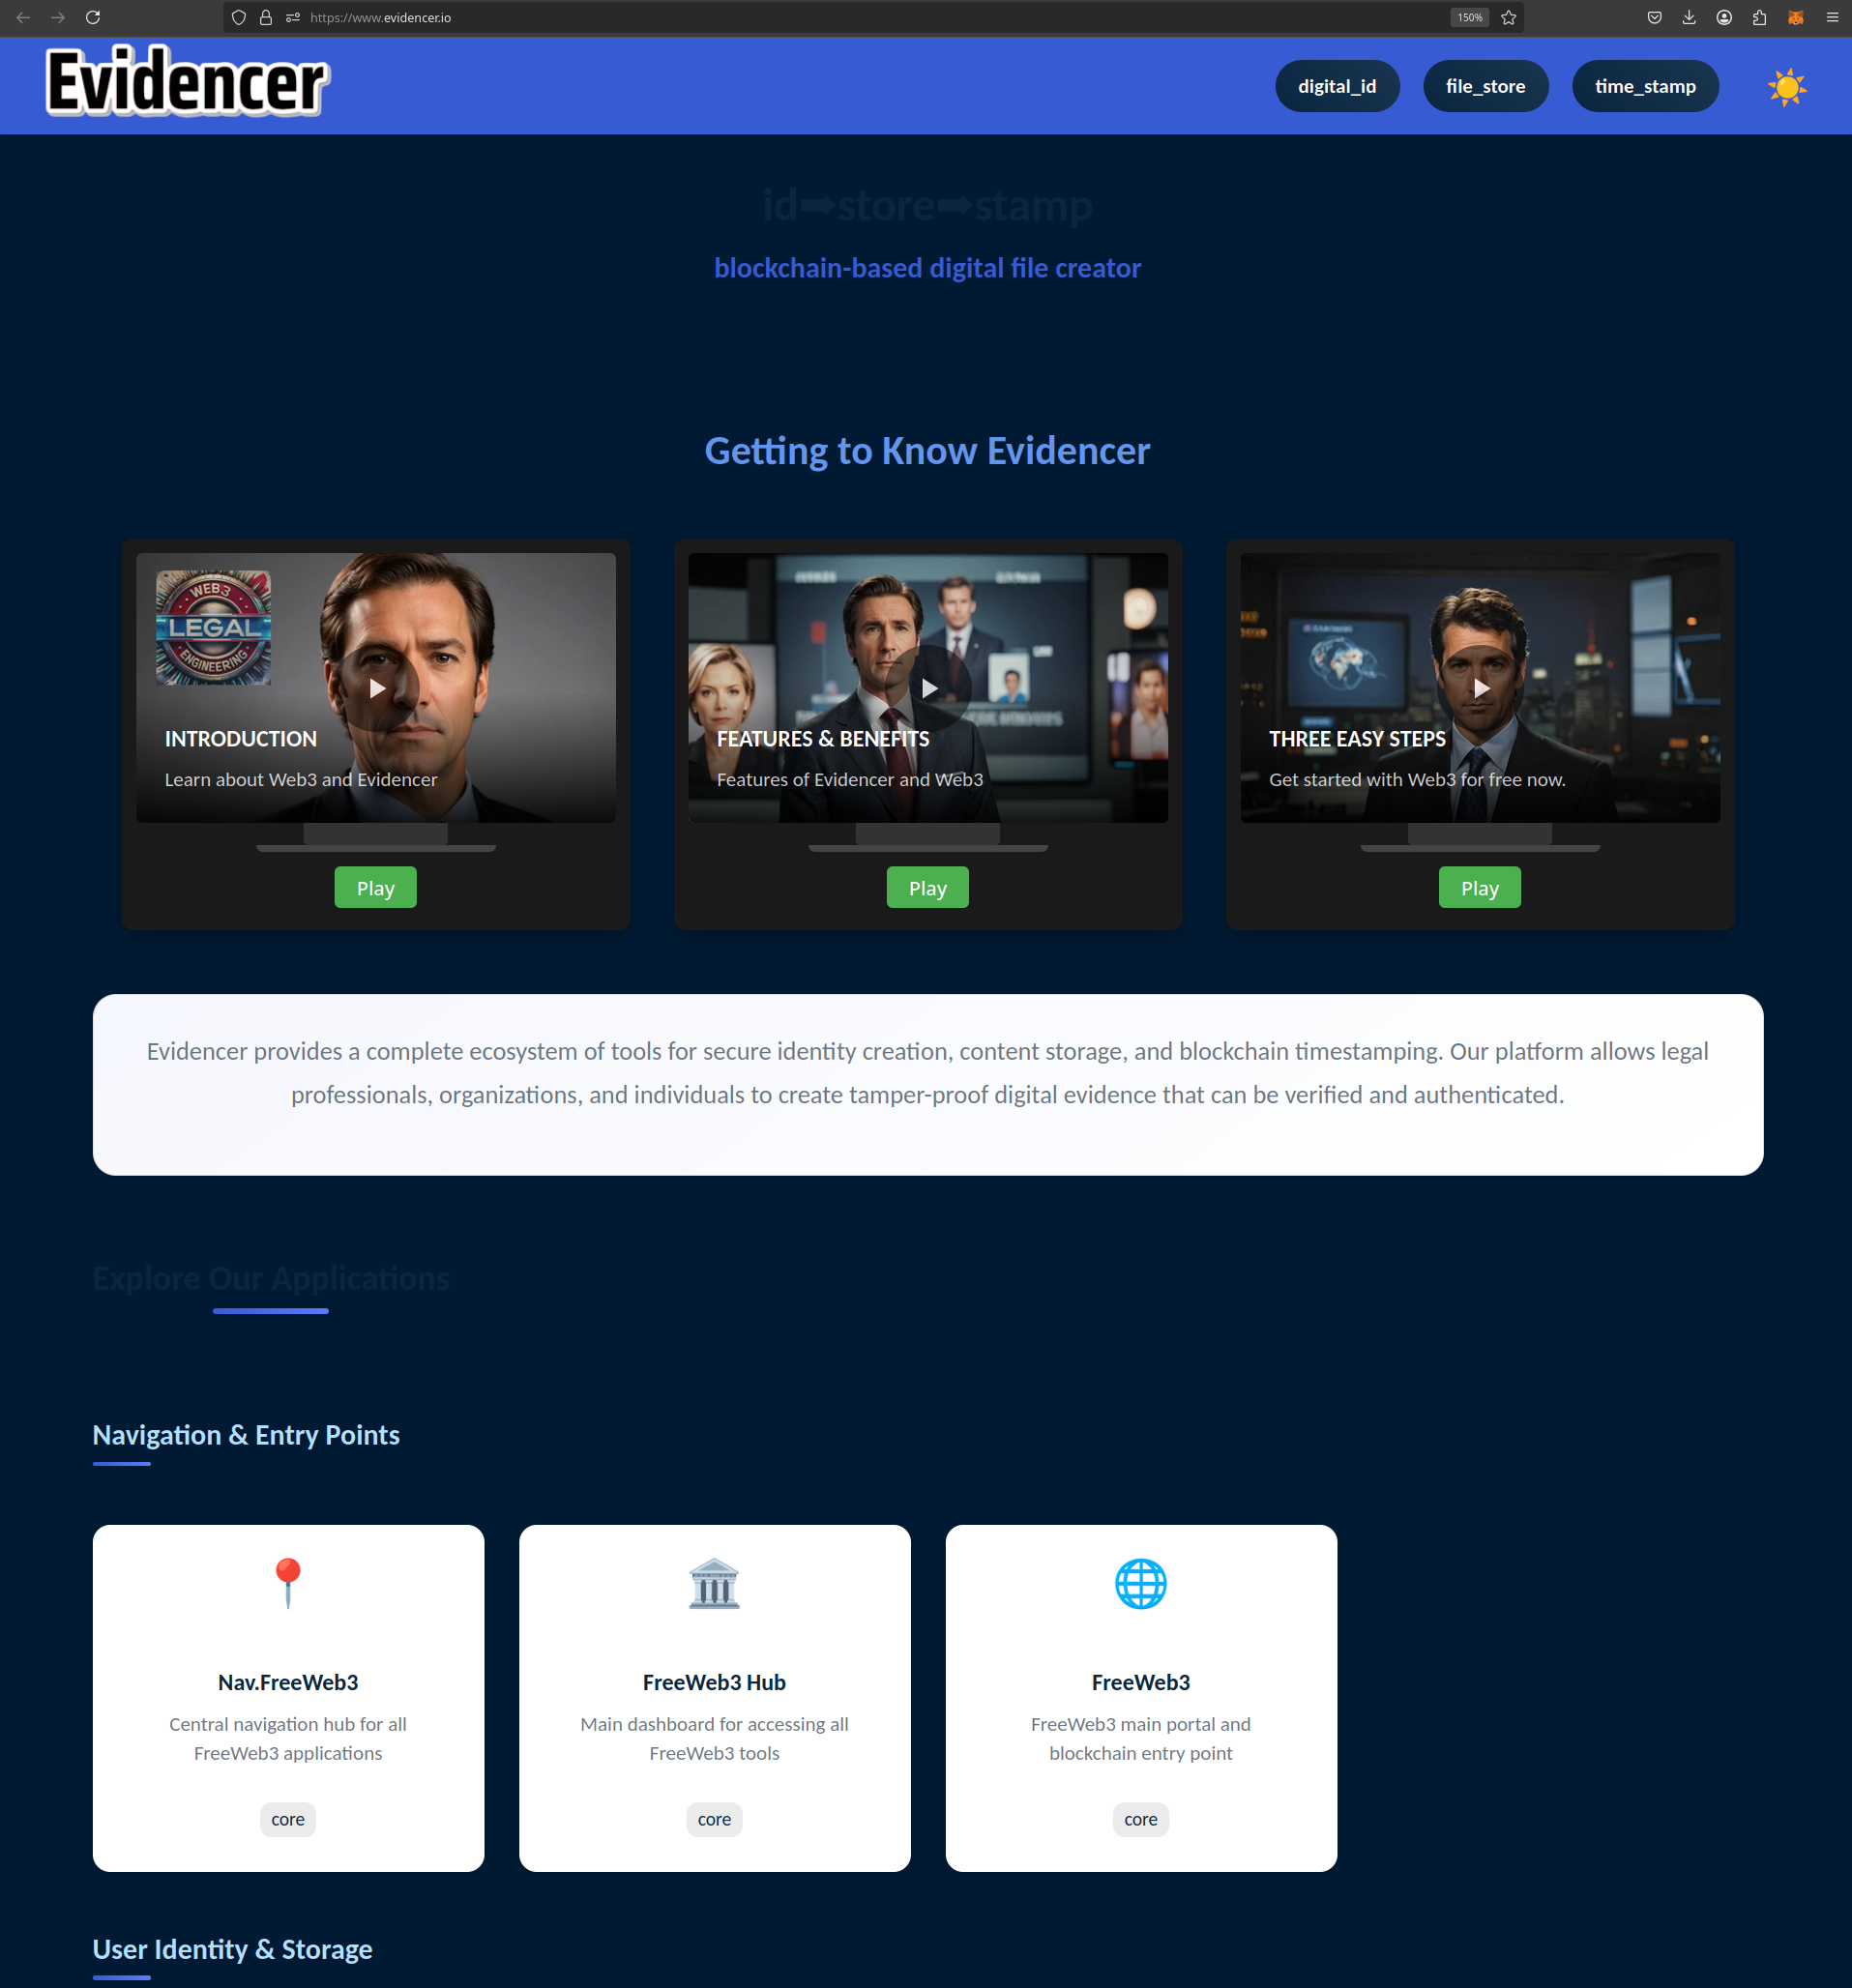 https://www.evidencer.io
150%
Evidencer
digital_id
file_store
time_stamp
id➡store➡stamp
blockchain-based digital file creator
Getting to Know Evidencer
WEB3
LEGAL
ENGINEERING
INTRODUCTION
Learn about Web3 and Evidencer
Play
FEATURES & BENEFITS
Features of Evidencer and Web3
Play
THREE EASY STEPS
Get started with Web3 for free now.
Play
Evidencer provides a complete ecosystem of tools for secure identity creation, content storage, and blockchain timestamping. Our platform allows legal
professionals, organizations, and individuals to create tamper-proof digital evidence that can be verified and authenticated.
Explore Our Applications
Navigation & Entry Points
Nav.FreeWeb3
Central navigation hub for all
FreeWeb3 applications
core
FreeWeb3 Hub
Main dashboard for accessing all
FreeWeb3 tools
core
FreeWeb3
FreeWeb3 main portal and
blockchain entry point
core
User Identity & Storage